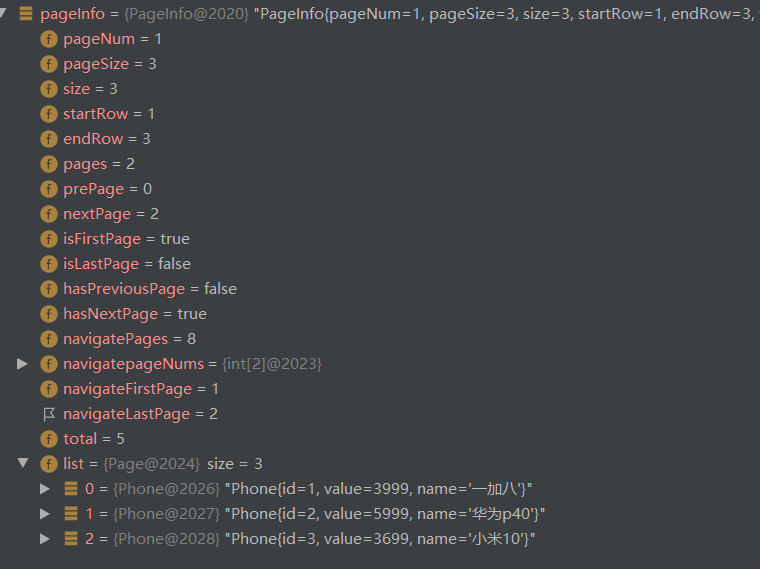 pageInfo = {PageInfo@2020} "PageInfo{pageNum=1, pageSize=3, size=3, startRow=1, endRow=3,
f pageNum = 1
f pageSize = 3
f size = 3
f startRow = 1
f endRow = 3
f pages = 2
f prePage = 0
f nextPage = 2
f isFirstPage = true
f isLastPage = false
f hasPreviousPage = false
f hasNextPage = true
f navigatePages = 8
f navigatepageNums = {int[2]@2023}
f navigateFirstPage = 1
navigateLastPage = 2
f total = 5
f list = {Page@2024} size = 3
0 = {Phone@2026} "Phone{id=1, value=3999, name='一加八'}"
1 = {Phone@2027} "Phone{id=2, value=5999, name='华为p40'}"
2 = {Phone@2028} "Phone{id=3, value=3699, name='小米10'}"